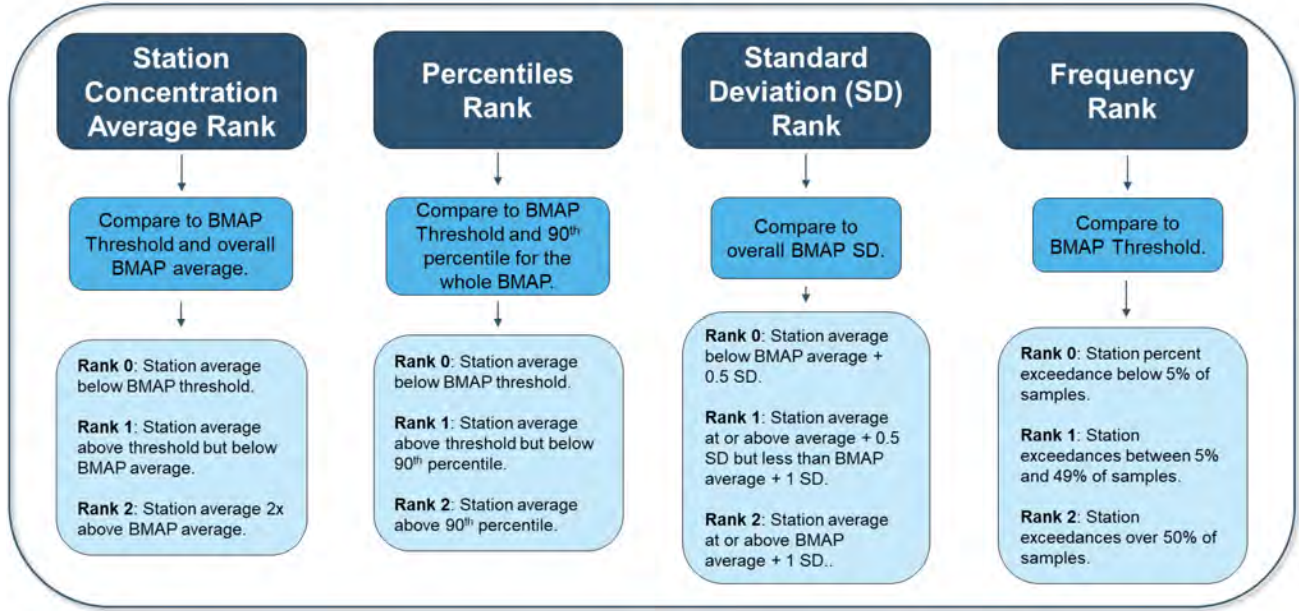 Station
Concentration
Average Rank
Compare to BMAP
Threshold and overall
BMAP average.
Rank 0: Station average
below BMAP threshold.
Rank 1: Station average
above threshold but below
BMAP average.
Rank 2: Station average 2x
above BMAP average.
Percentiles
Rank
Compare to BMAP
Threshold and 90th
percentile for the
whole BMAP.
Rank 0: Station average
below BMAP threshold.
Rank 1: Station average
above threshold but below
90th percentile.
Rank 2: Station average
above 90th percentile.
Standard
Deviation (SD)
Rank
Compare to
overall BMAP SD.
Rank 0: Station average
below BMAP average +
0.5 SD.
Rank 1: Station average
at or above average + 0.5
SD but less than BMAP
average + 1 SD.
Rank 2: Station average
at or above BMAP
average + 1 SD..
Frequency
Rank
Compare to
BMAP Threshold.
Rank 0: Station percent
exceedance below 5% of
samples.
Rank 1: Station
exceedances between 5%
and 49% of samples.
Rank 2: Station
exceedances over 50% of
samples.